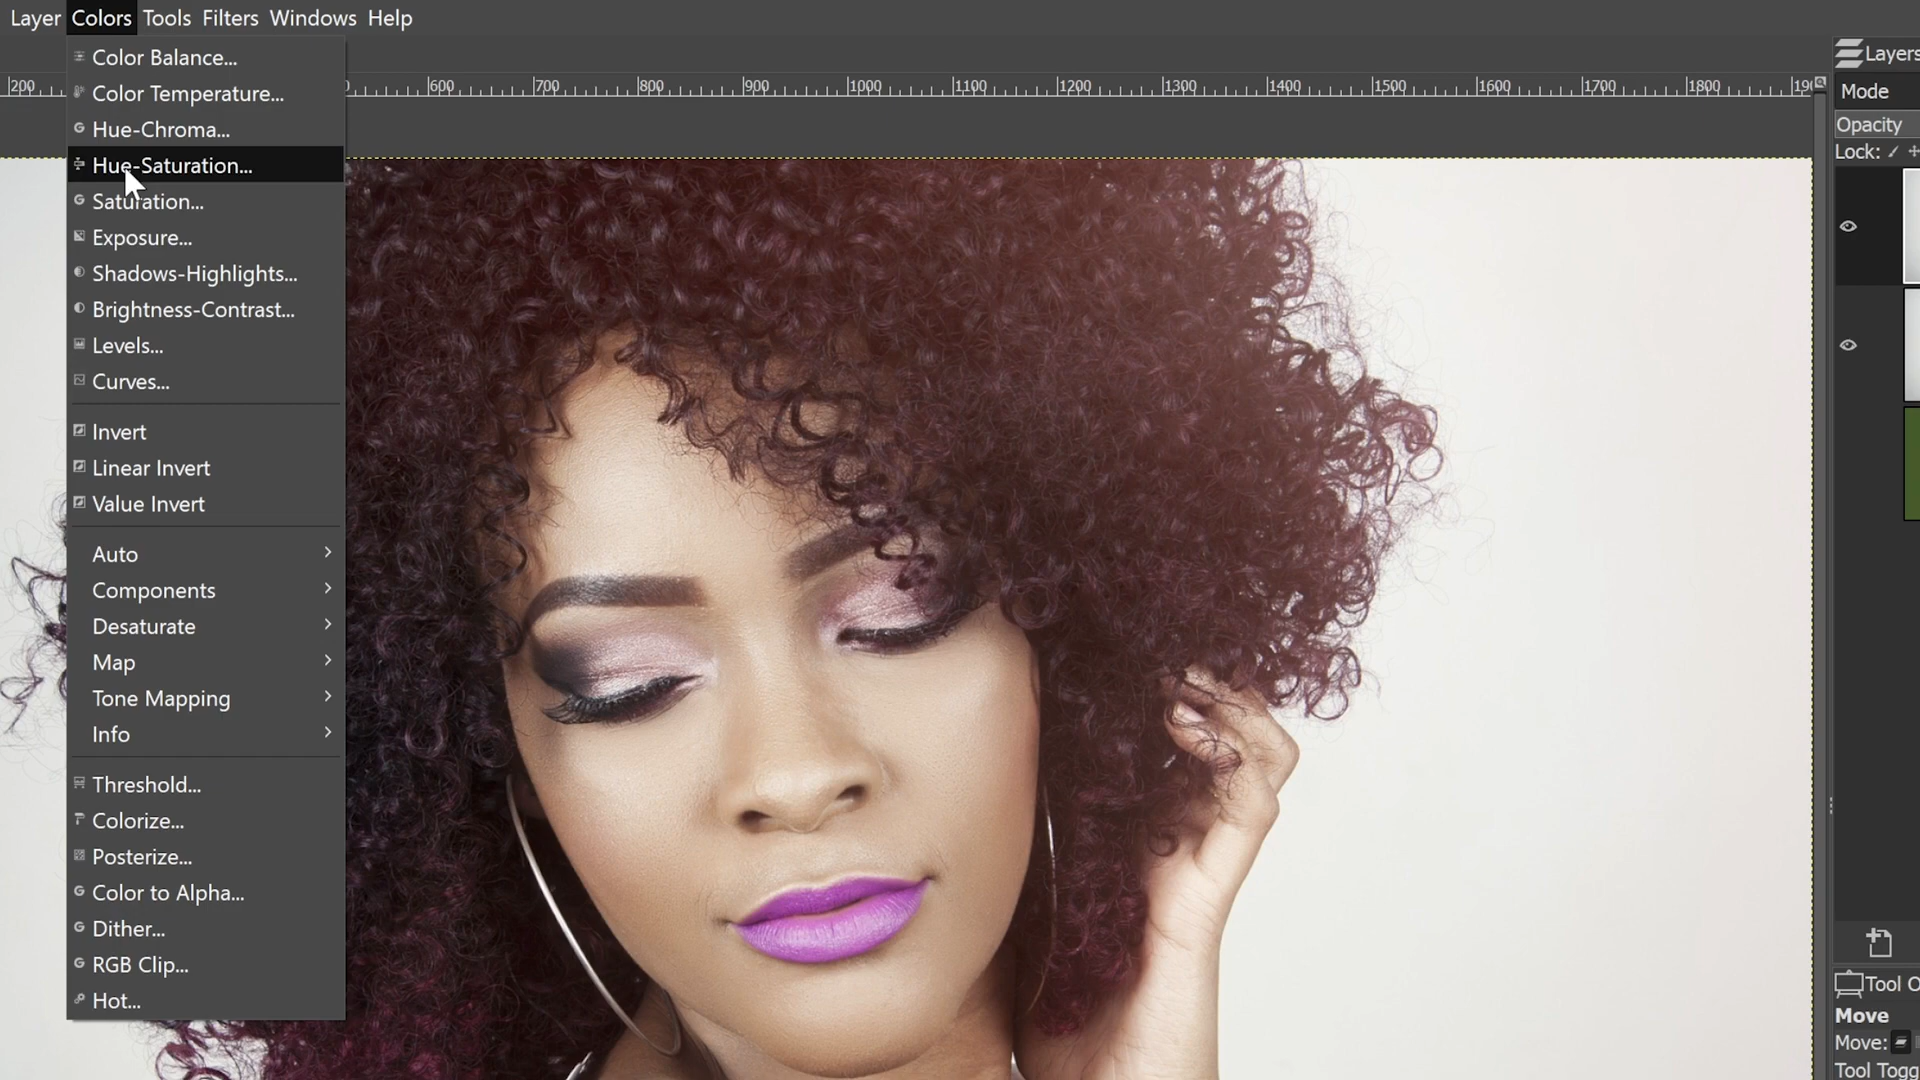 Layer Colors Tools Filters Windows Help
200 600 700 800 900 1000 1100 1200 1300 1400 1500 1600 1700 1800
Color Balance...
Color Temperature...
Hue-Chroma...
Hue-Saturation...
Saturation...
Exposure...
Shadows-Highlights...
Brightness-Contrast...
Levels...
Curves...
Invert
Linear Invert
Value Invert
Auto
Components
Desaturate
Map
Tone Mapping
Info
Threshold...
Colorize...
Posterize...
Color to Alpha...
Dither...
RGB Clip...
Hot...
Layers
Mode
Opacity
Lock:
Tool O
Move
Move:
Tool Togg